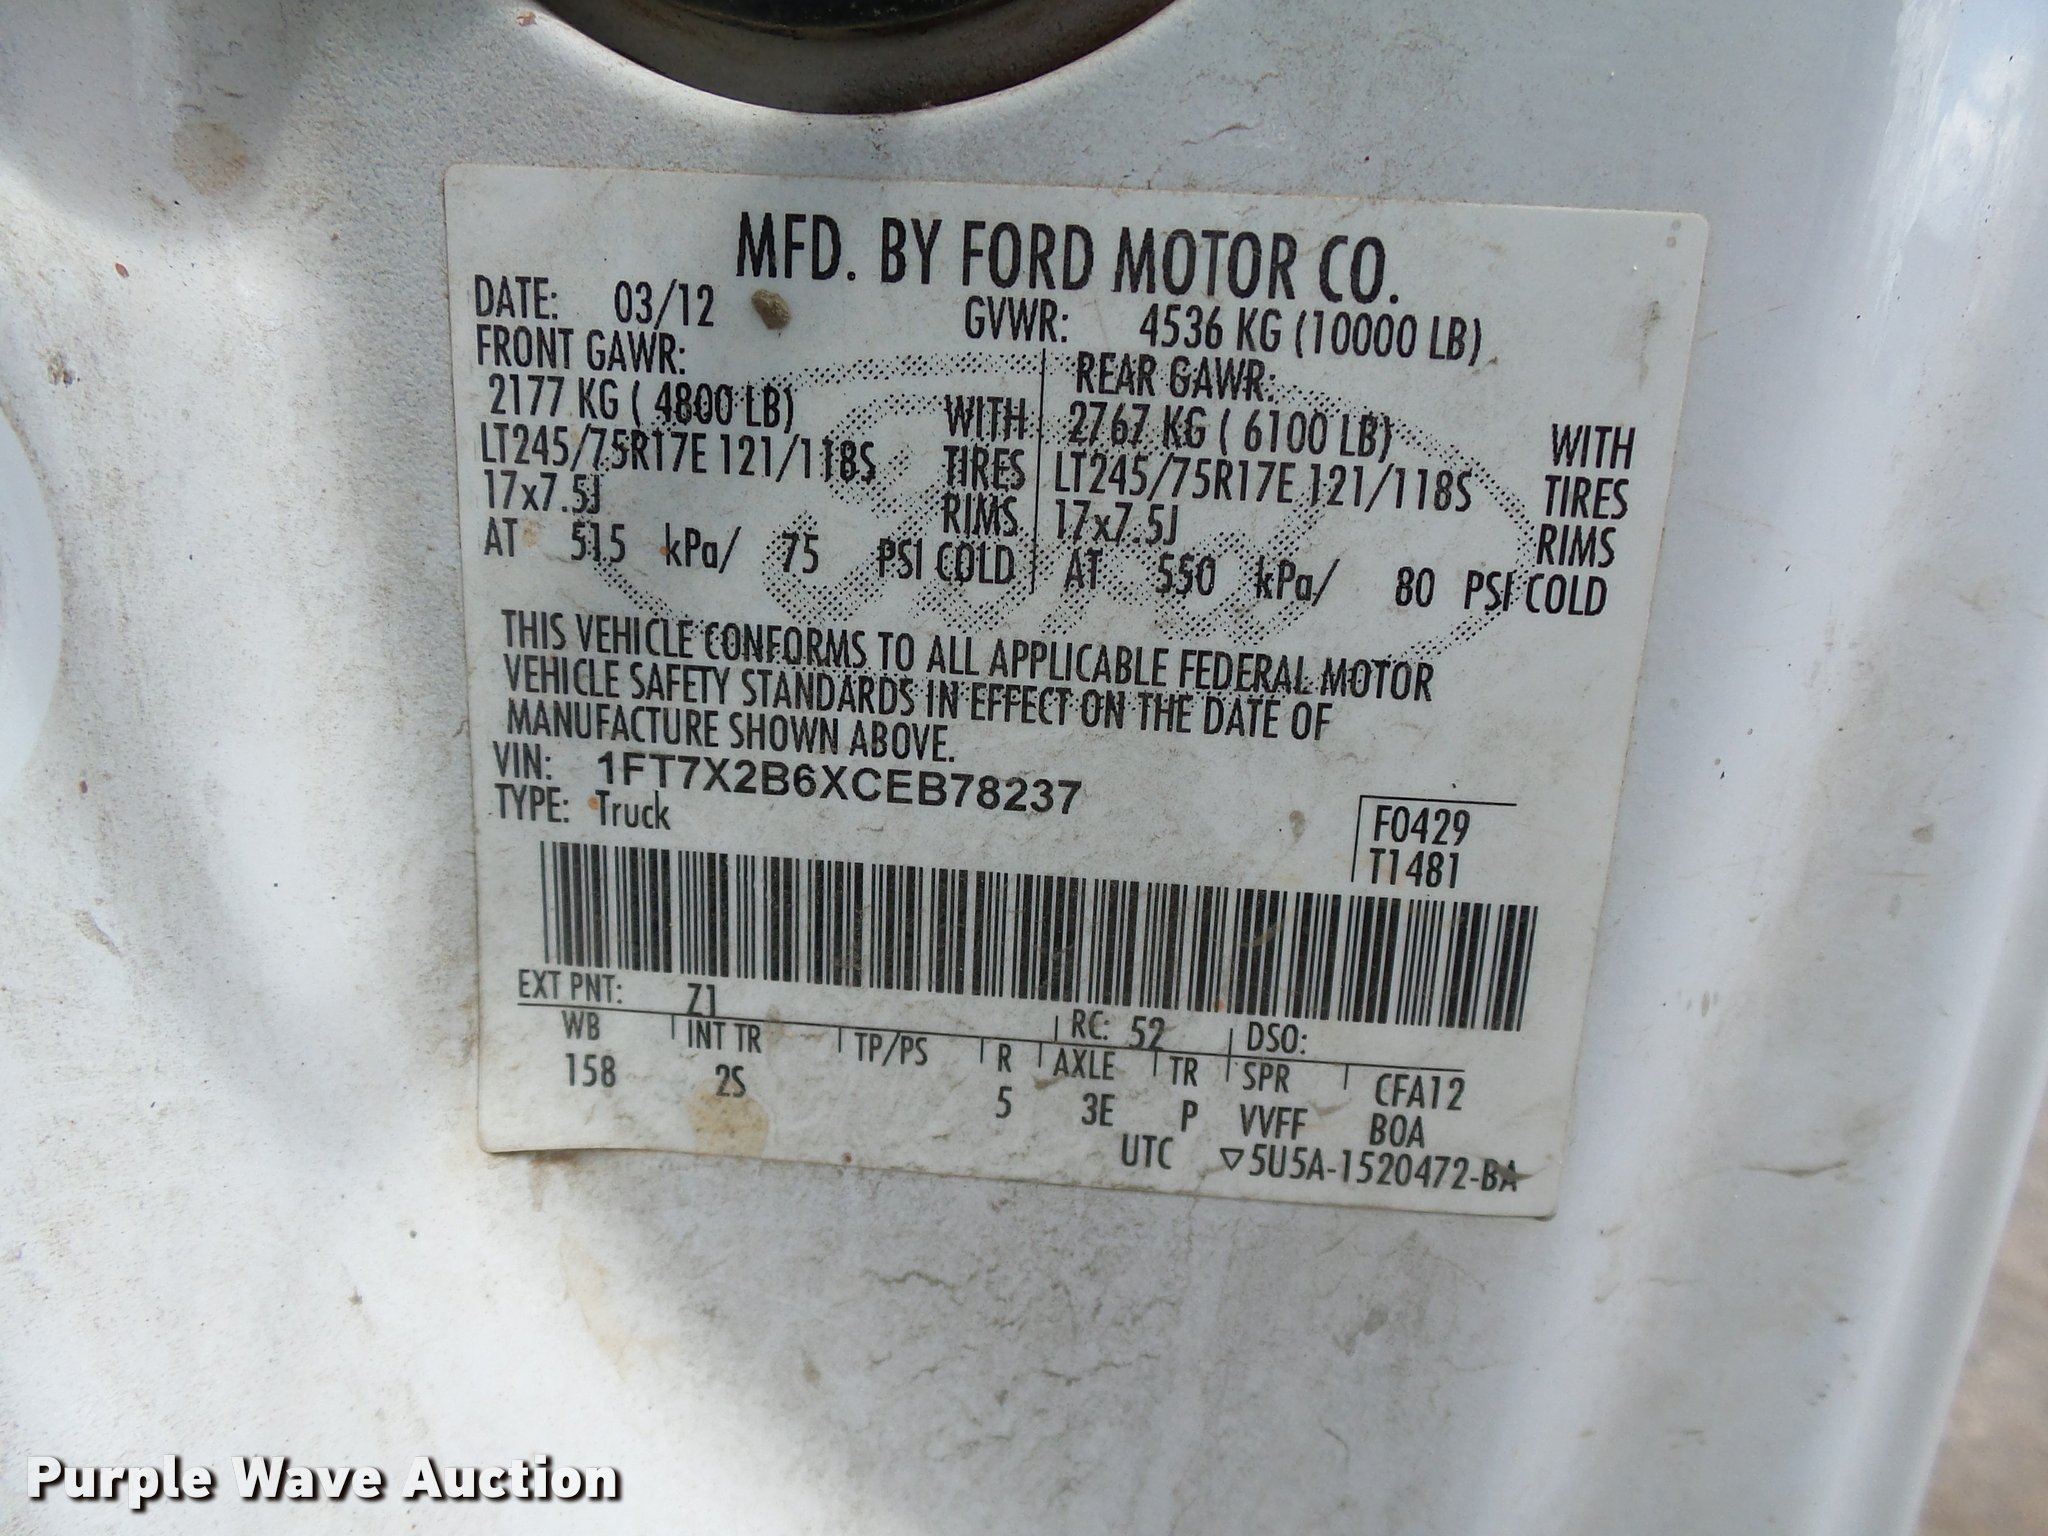 MFD. BY FORD MOTOR CO.
DATE: 03/12 GVWR: 4536 KG (10000 LB)
FRONT GAWR: REAR GAWR:
2177 KG ( 4800 LB) WITH 2767 KG ( 6100 LB) WITH
LT245/75R17E 121/118S TIRES LT245/75R17E 121/118S TIRES
17x7.5J RIMS 17x7.5J RIMS
AT 515 kPa/ 75 PSI COLD AT 550 kPa/ 80 PSI COLD
THIS VEHICLE CONFORMS TO ALL APPLICABLE FEDERAL MOTOR
VEHICLE SAFETY STANDARDS IN EFFECT ON THE DATE OF
MANUFACTURE SHOWN ABOVE.
VIN: 1FT7X2B6XCEB78237
TYPE: Truck
F0429
T1481
EXT PNT: Z1 RC: 52 DSO:
WB INT TR TP/PS R AXLE TR SPR CFA12
158 2S 5 3E P VVFF BOA
UTC ▽5U5A-1520472-BA
Purple Wave Auction